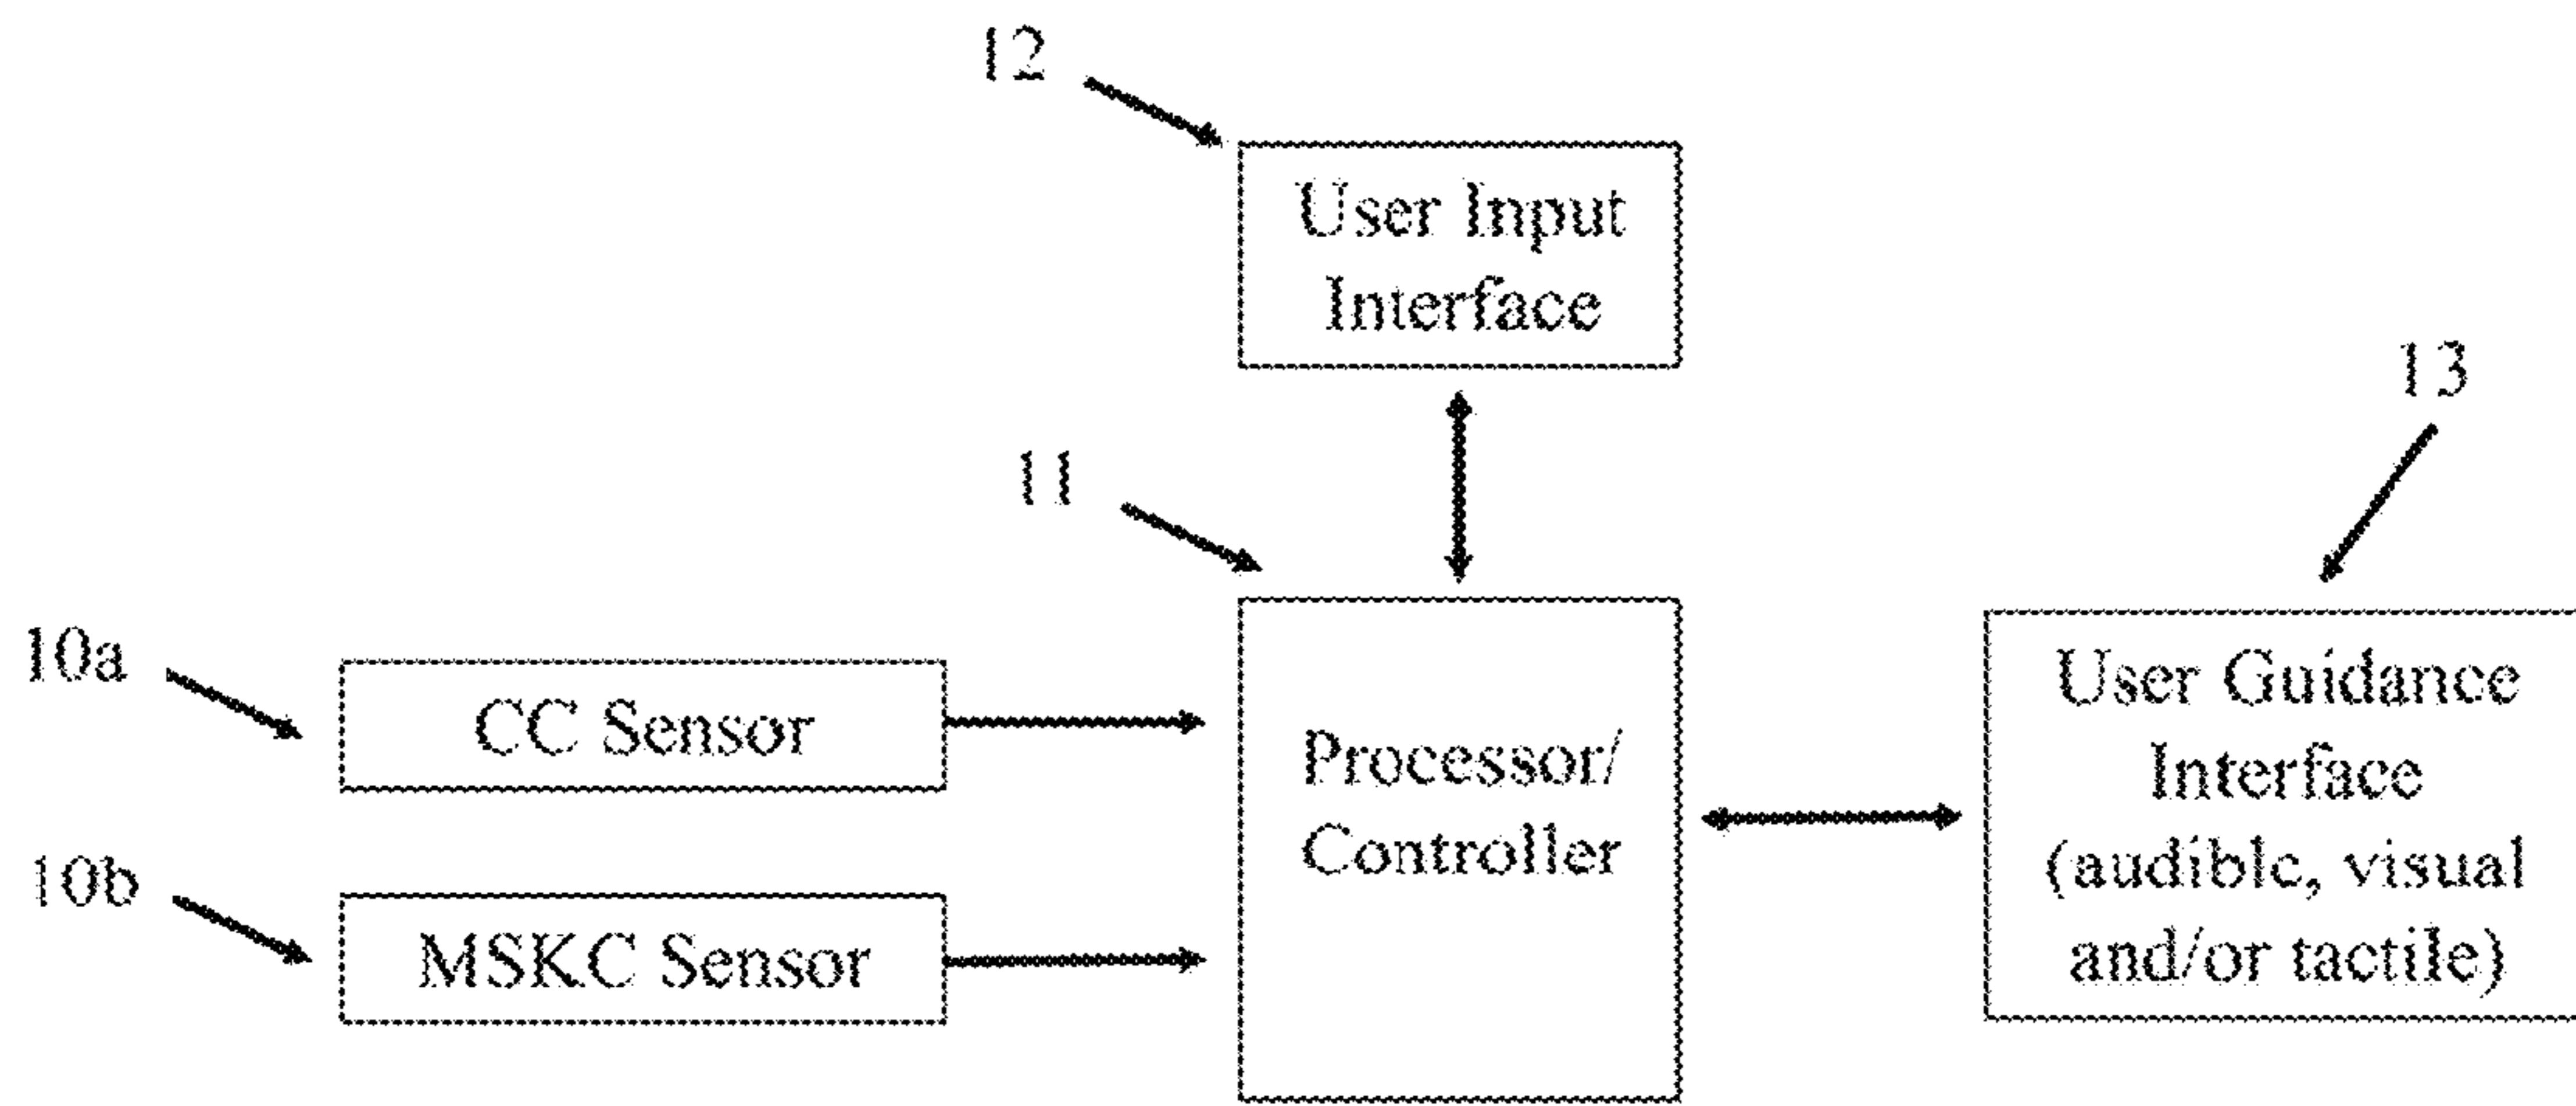 12
User Input
Interface
13
11
10a
CC Sensor
Processor/
Controller
User Guidance
Interface
(audible, visual
and/or tactile)
10b
MSKC Sensor